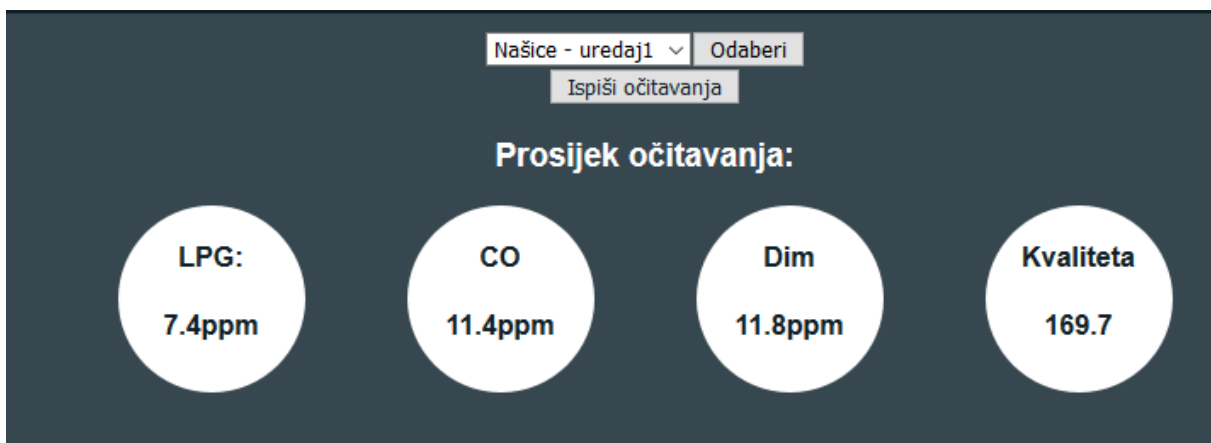 Našice - uredaj1 Odaberi
Ispiši očitavanja
Prosijek očitavanja:
LPG: CO Dim Kvaliteta
7.4ppm 11.4ppm 11.8ppm 169.7